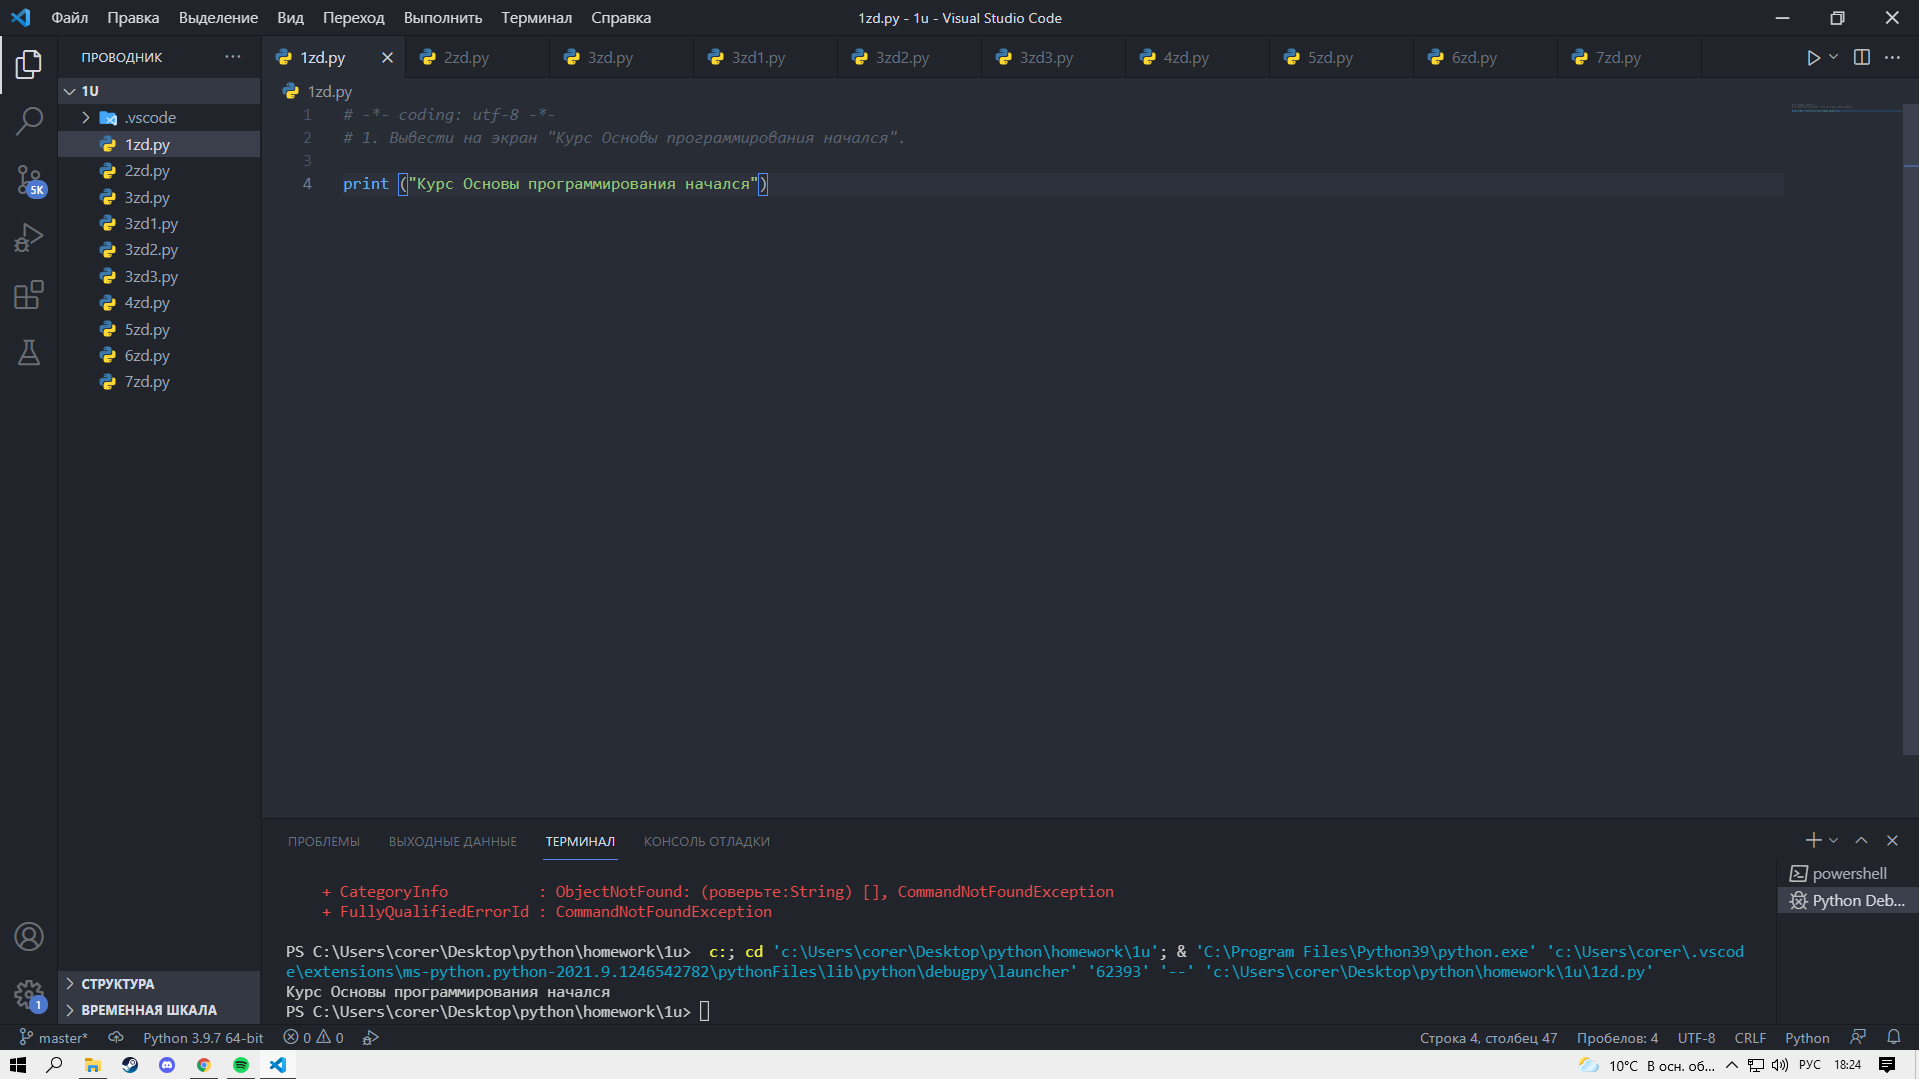 Файл Правка Выделение Вид Переход Выполнить Терминал Справка 1zd.py - 1u - Visual Studio Code
ПРОВОДНИК 1zd.py 2zd.py 3zd.py 3zd1.py 3zd2.py 3zd3.py 4zd.py 5zd.py 6zd.py 7zd.py
1U
.vscode
1zd.py
2zd.py
3zd.py
3zd1.py
3zd2.py
3zd3.py
4zd.py
5zd.py
6zd.py
7zd.py
5K
1zd.py
1 # -*- coding: utf-8 -*-
2 # 1. Вывести на экран "Курс Основы программирования начался".
3
4 print ("Курс Основы программирования начался")
ПРОБЛЕМЫ ВЫХОДНЫЕ ДАННЫЕ ТЕРМИНАЛ КОНСОЛЬ ОТЛАДКИ
+ CategoryInfo : ObjectNotFound: (роверьте:String) [], CommandNotFoundException
+ FullyQualifiedErrorId : CommandNotFoundException
PS C:\Users\corer\Desktop\python\homework\1u> c:; cd 'c:\Users\corer\Desktop\python\homework\1u'; & 'C:\Program Files\Python39\python.exe' 'c:\Users\corer\.vscod
e\extensions\ms-python.python-2021.9.1246542782\pythonFiles\lib\python\debugpy\launcher' '62393' '--' 'c:\Users\corer\Desktop\python\homework\1u\1zd.py'
Курс Основы программирования начался
PS C:\Users\corer\Desktop\python\homework\1u>
powershell
Python Deb...
СТРУКТУРА
ВРЕМЕННАЯ ШКАЛА
1
master* Python 3.9.7 64-bit 0 0 Строка 4, столбец 47 Пробелов: 4 UTF-8 CRLF Python
10°C В осн. об... РУС 18:24